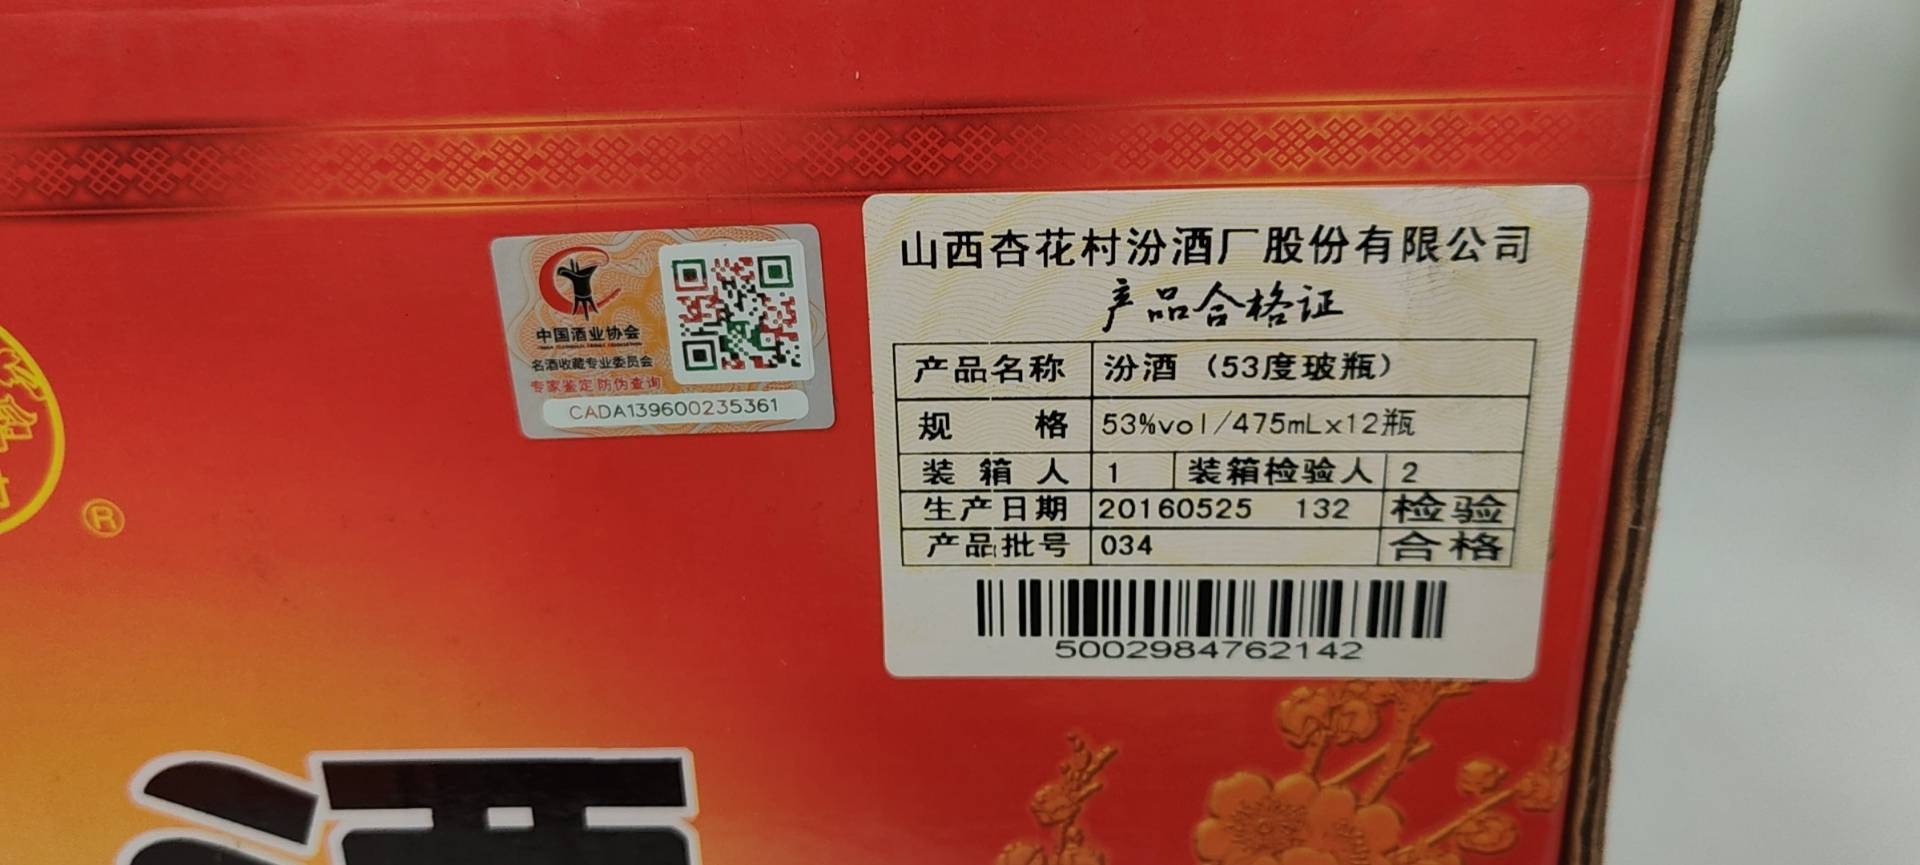 中国酒业协会
名酒收藏专业委员会
专家鉴定防伪查询
CADA139600235361
山西杏花村汾酒厂股份有限公司
产品合格证
产品名称 汾酒（53度玻瓶）
规 格 53%vol/475mLx12瓶
装箱人 1 装箱检验人 2
生产日期 20160525 132 检验
产品批号 034 合格
5002984762142
®
酒